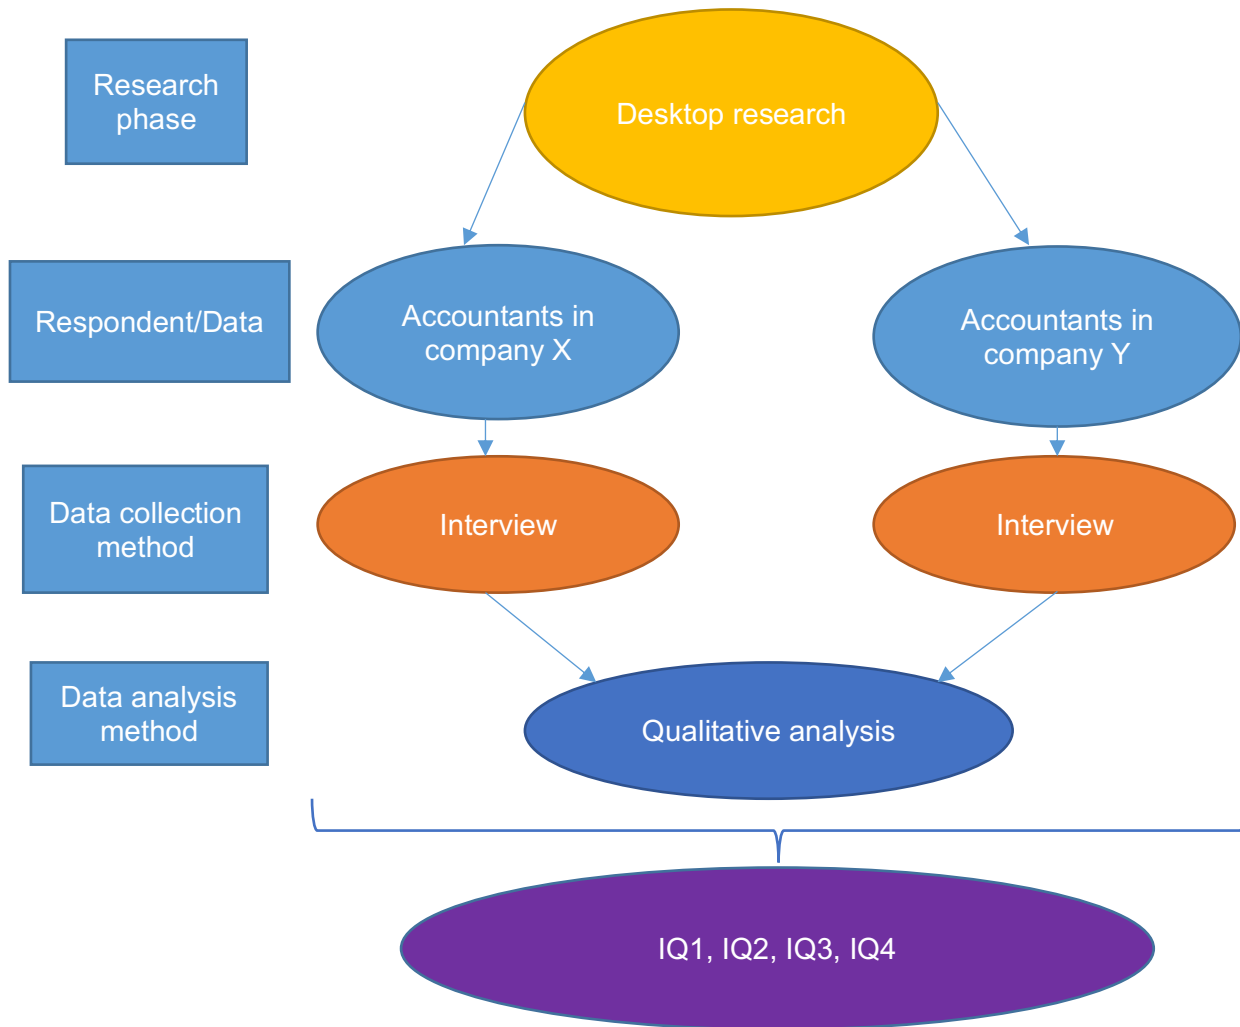 Research
phase
Desktop research
Respondent/Data
Accountants in
company X
Accountants in
company Y
Data collection
method
Interview
Interview
Data analysis
method
Qualitative analysis
IQ1, IQ2, IQ3, IQ4